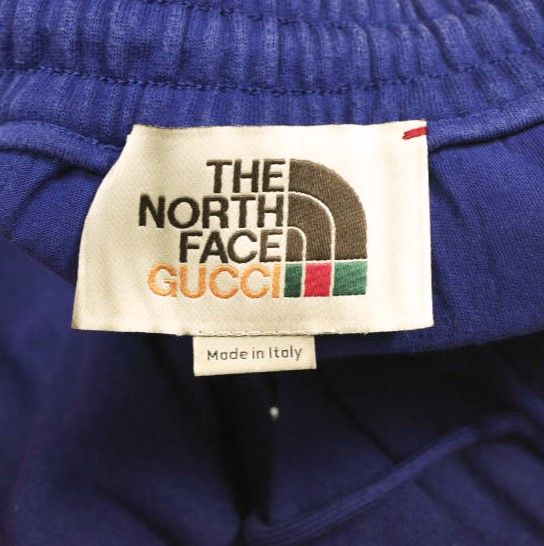 THE
NORTH
FACE
GUCCI
Made in Italy